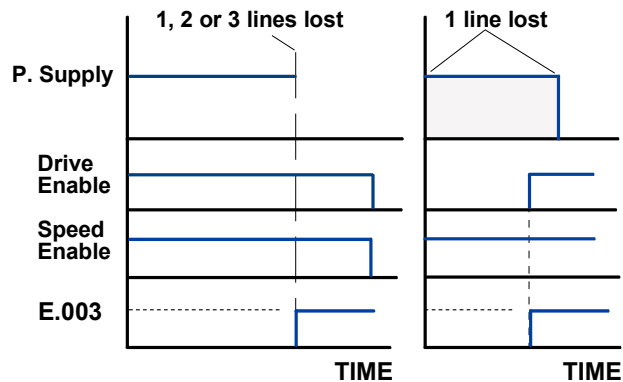 1, 2 or 3 lines lost
1 line lost
P. Supply
Drive
Enable
Speed
Enable
E.003
TIME
TIME